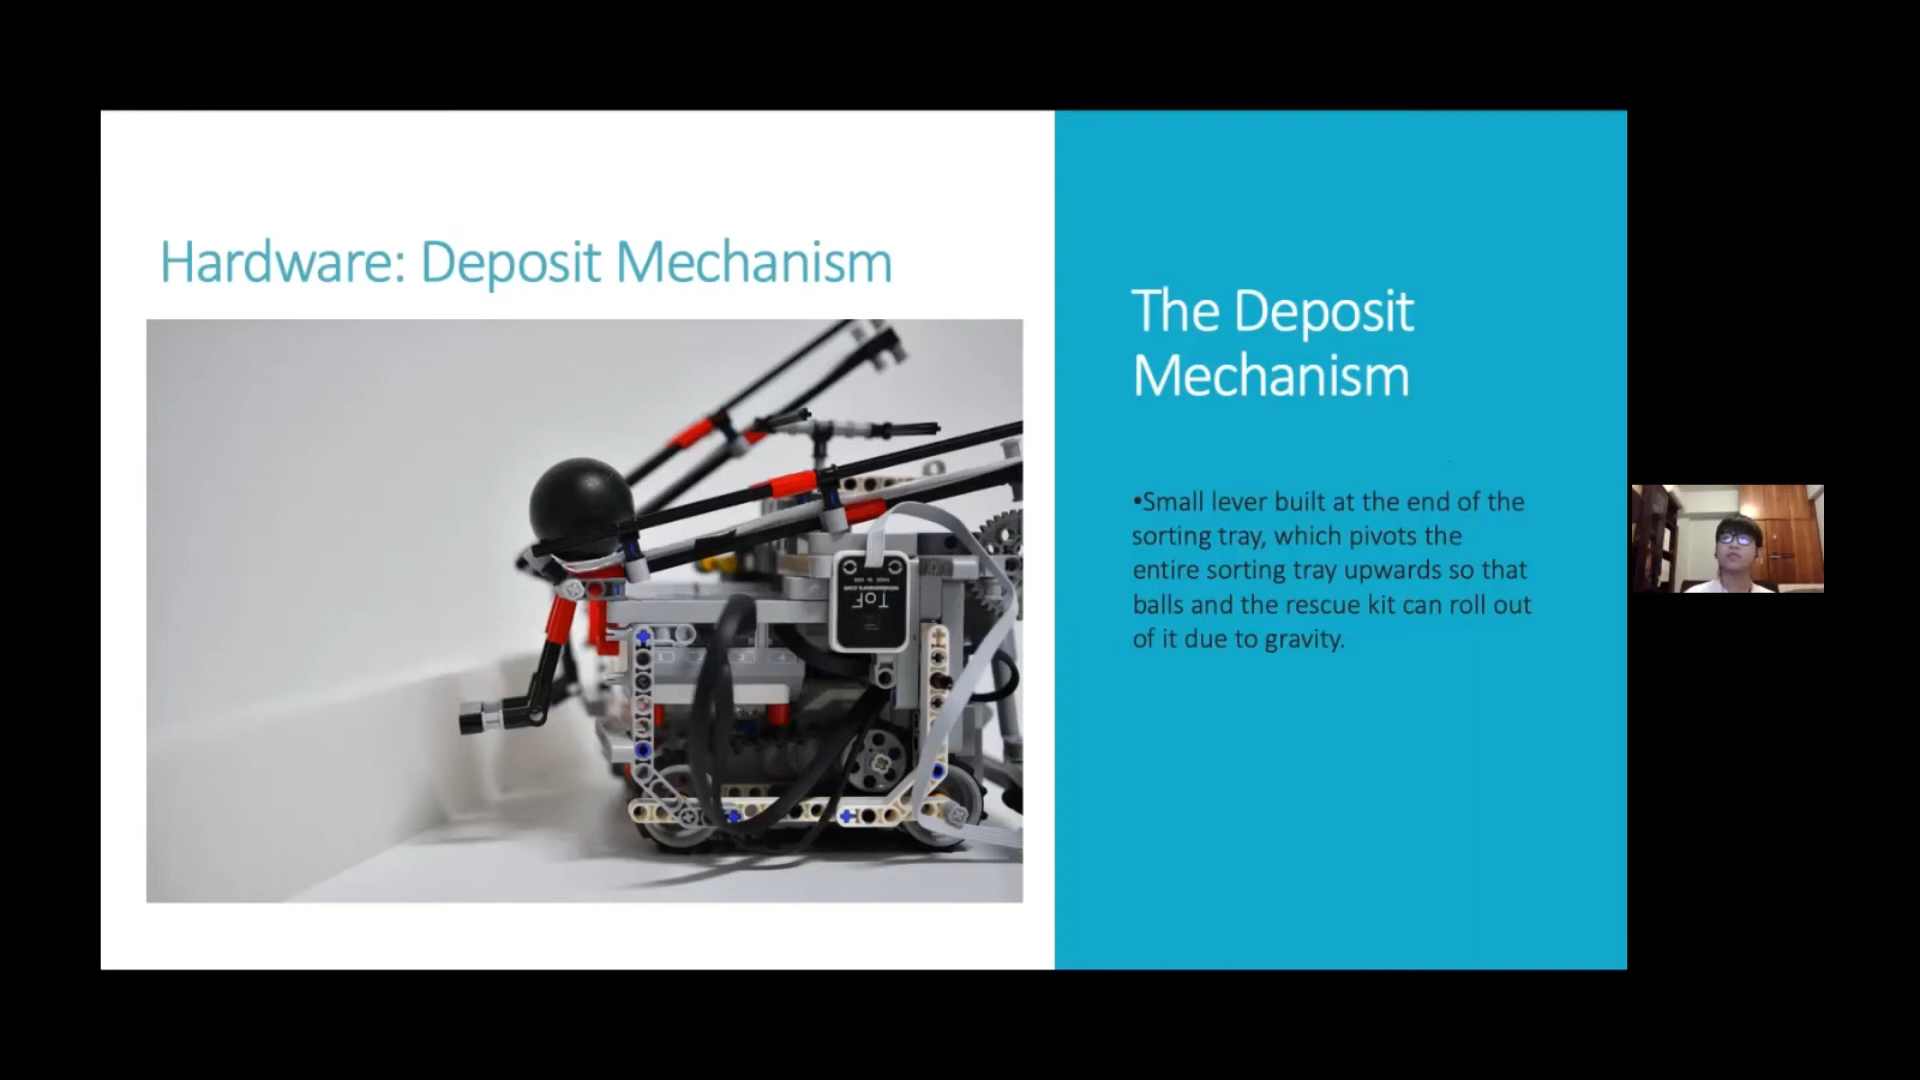 Hardware: Deposit Mechanism
ToF
The Deposit
Mechanism
•Small lever built at the end of the
sorting tray, which pivots the
entire sorting tray upwards so that
balls and the rescue kit can roll out
of it due to gravity.